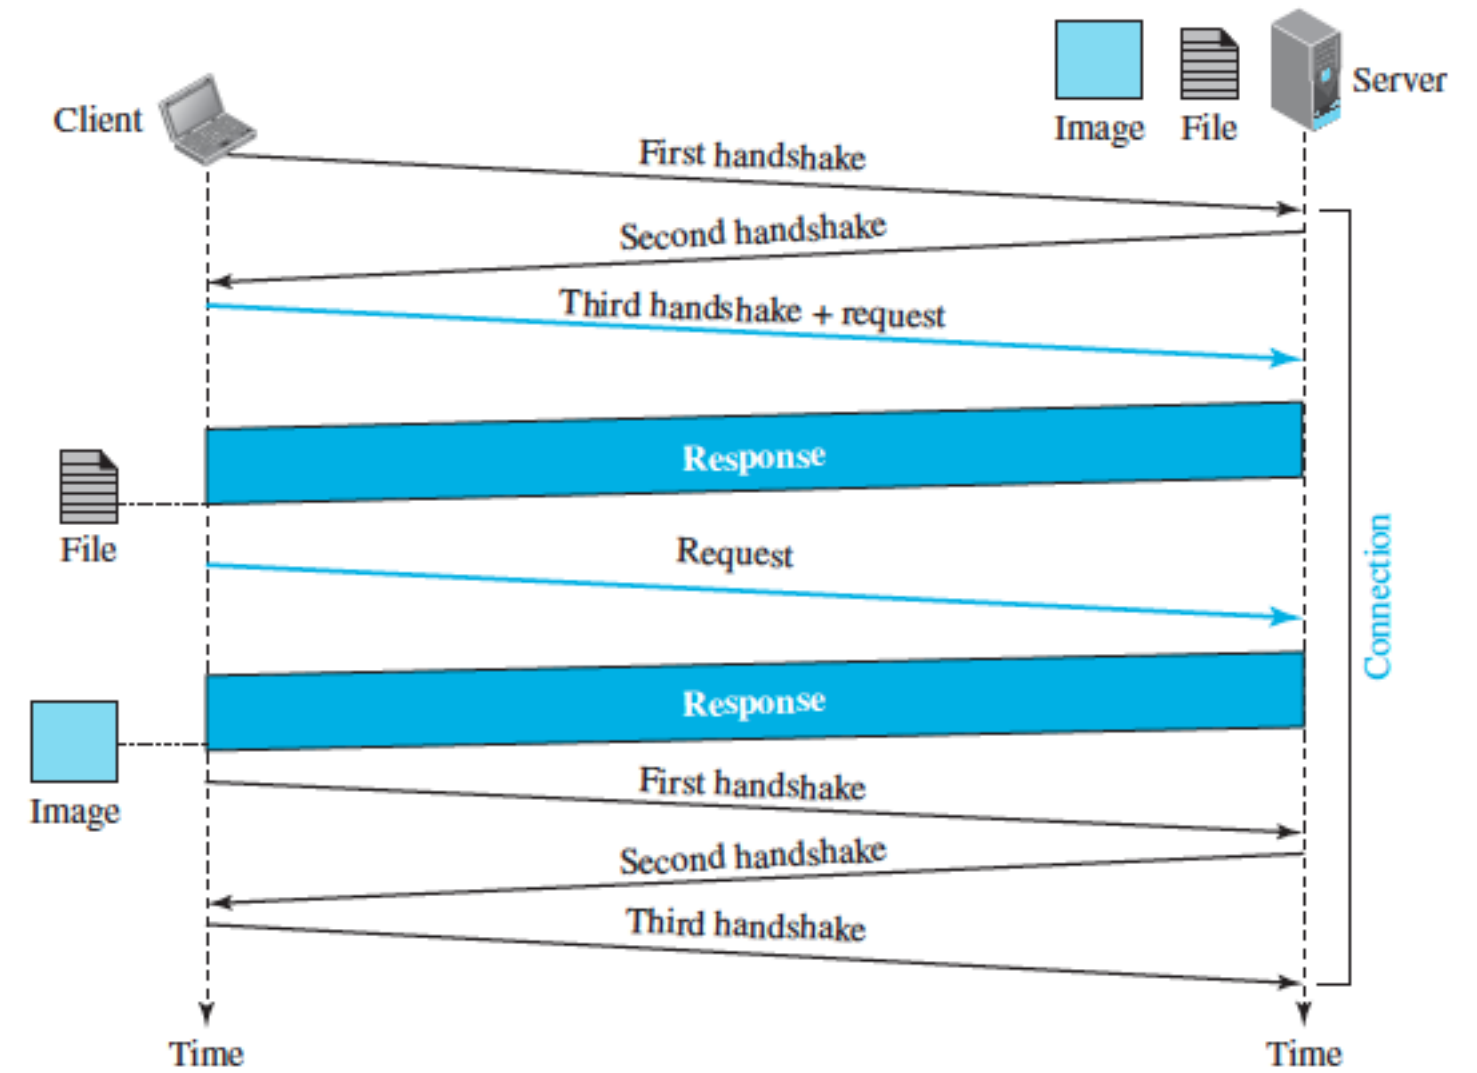 Client
Image
File
Server
First handshake
Second handshake
Third handshake + request
Response
File
Request
Connection
Response
Image
First handshake
Second handshake
Third handshake
Time
Time